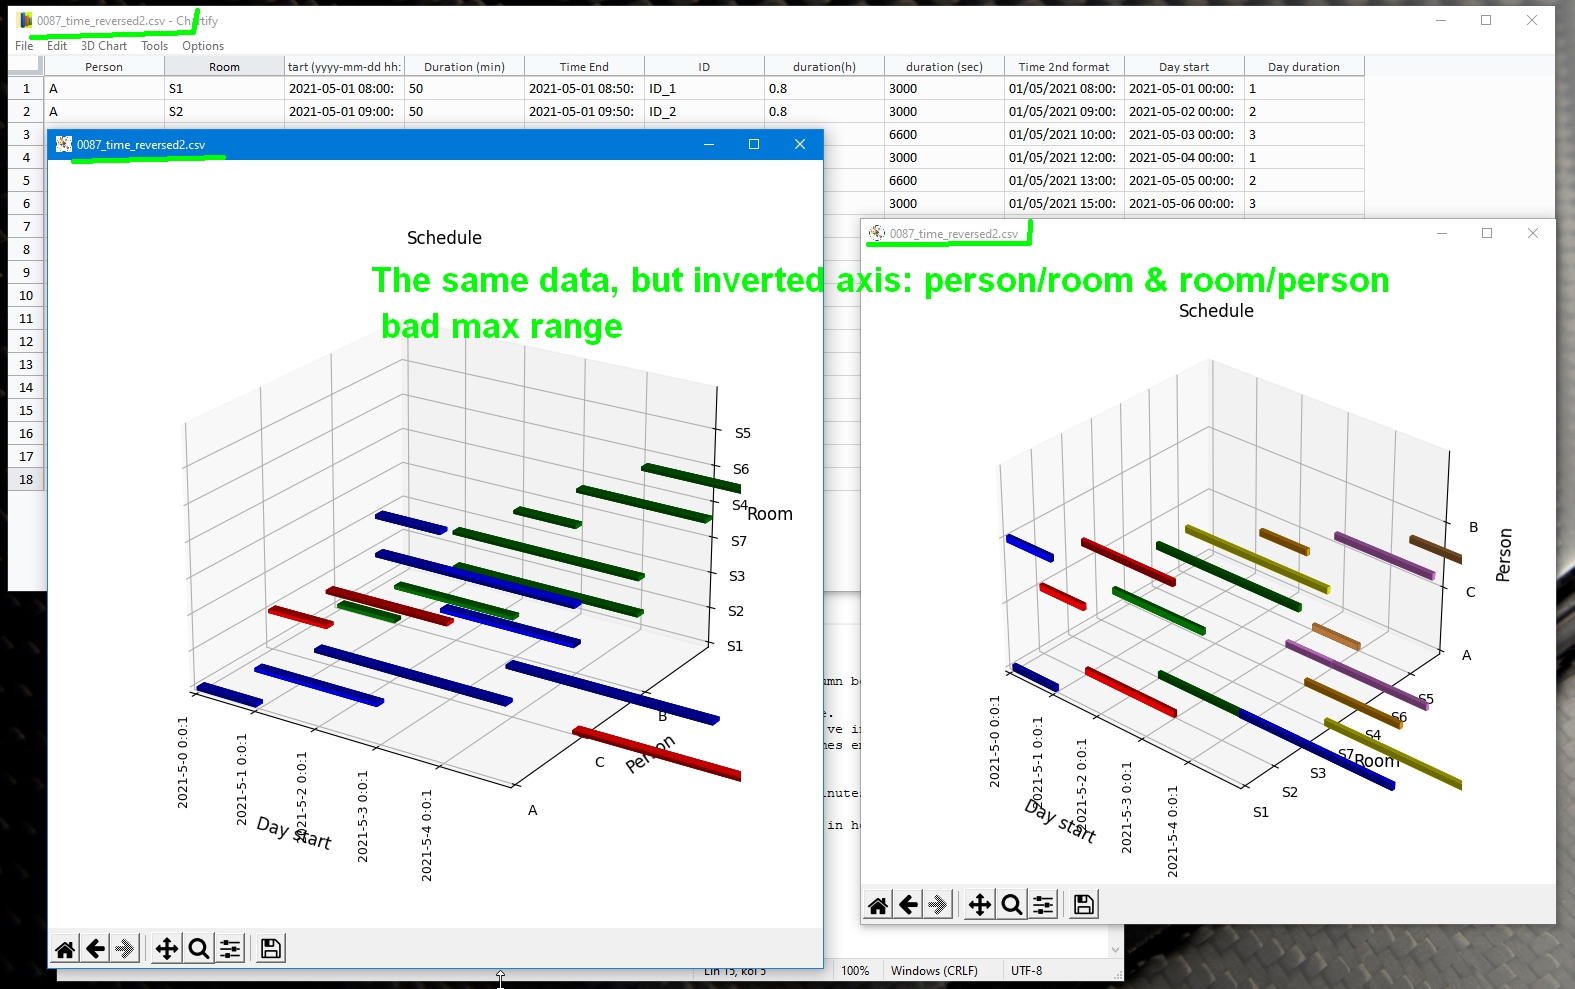 0087_time_reversed2.csv - Chartify
File Edit 3D Chart Tools Options
Person Room tart (yyyy-mm-dd hh: Duration (min) Time End ID duration(h) duration (sec) Time 2nd format Day start Day duration
1 A S1 2021-05-01 08:00: 50 2021-05-01 08:50: ID_1 0.8 3000 01/05/2021 08:00: 2021-05-01 00:00: 1
2 A S2 2021-05-01 09:00: 50 2021-05-01 09:50: ID_2 0.8 3000 01/05/2021 09:00: 2021-05-02 00:00: 2
3 6600 01/05/2021 10:00: 2021-05-03 00:00: 3
4 3000 01/05/2021 12:00: 2021-05-04 00:00: 1
5 6600 01/05/2021 13:00: 2021-05-05 00:00: 2
6 3000 01/05/2021 15:00: 2021-05-06 00:00: 3
7
8
9
10
11
12
13
14
15
16
17
18
0087_time_reversed2.csv
Schedule
The same data, but inverted axis: person/room & room/person
bad max range
S5
S6
S4
Room
S7
S3
S2
S1
B
Person
C
A
2021-5-0 0:0:1
2021-5-1 0:0:1
2021-5-2 0:0:1
2021-5-3 0:0:1
2021-5-4 0:0:1
Day start
0087_time_reversed2.csv
Schedule
B
Person
C
A
S5
S6
S4
S7
Room
S3
S2
S1
2021-5-0 0:0:1
2021-5-1 0:0:1
2021-5-2 0:0:1
2021-5-3 0:0:1
2021-5-4 0:0:1
Day start
100% Windows (CRLF) UTF-8